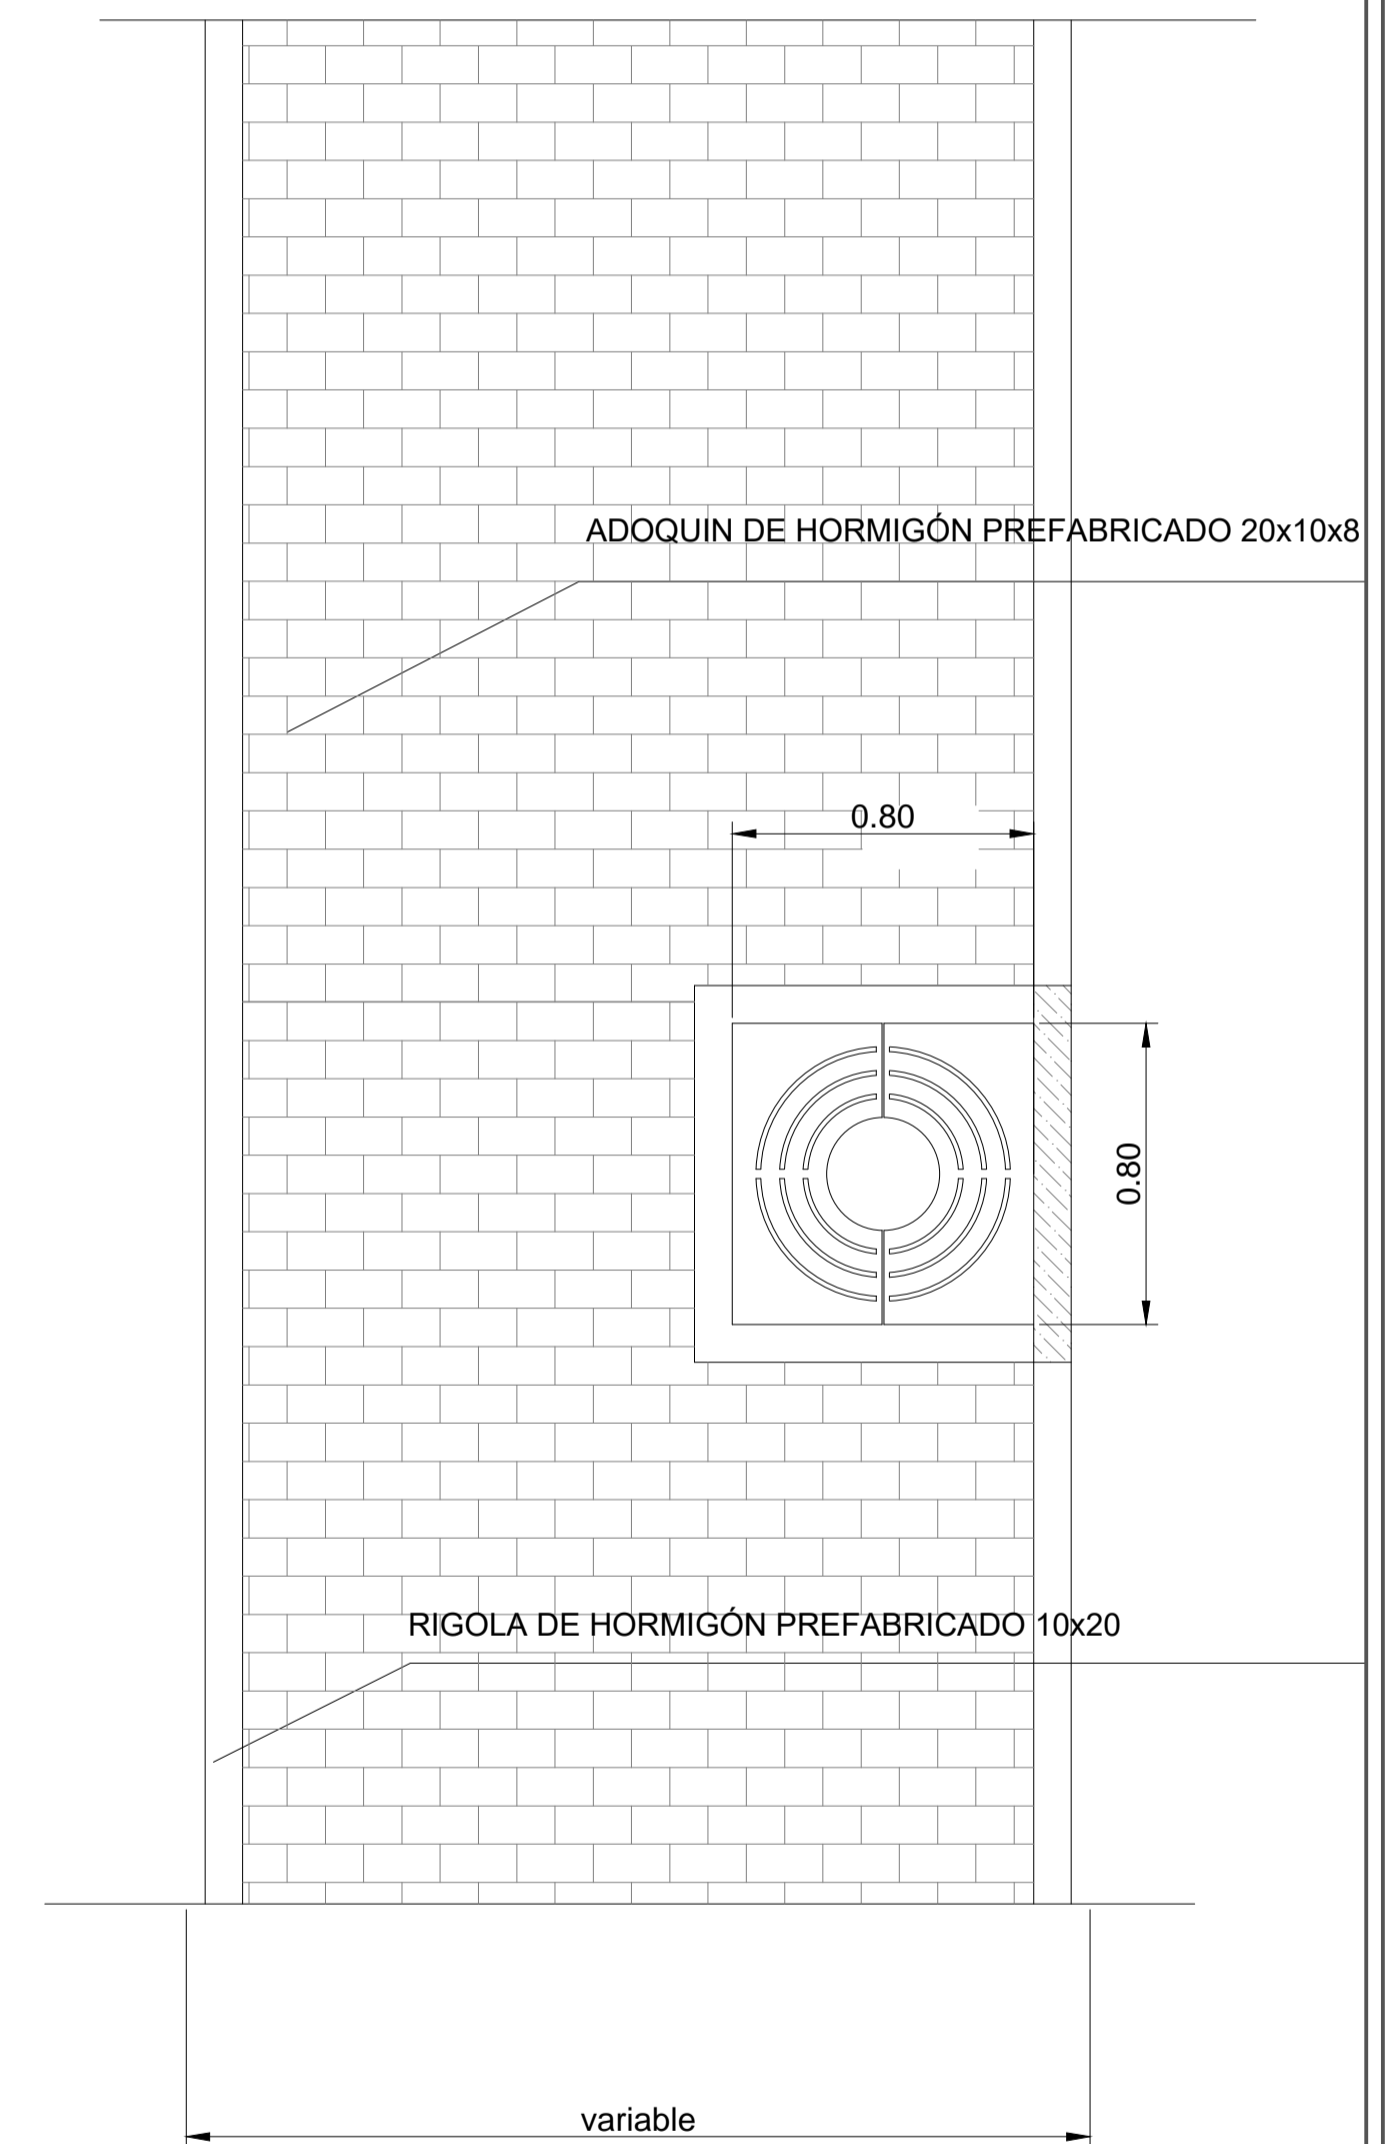 ADOQUIN DE HORMIGÓN PREFABRICADO 20x10x8
0.80
0.80
RIGOLA DE HORMIGÓN PREFABRICADO 10x20
variable